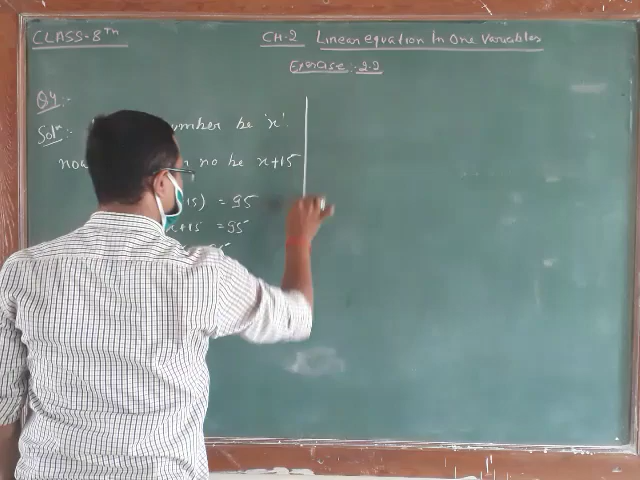 CLASS-8th
CH-2 Linear equation In One Variables
Exercise:-2.2
Q4:-
Soln:- number be 'x'.
now no be x+15
15) = 95
x+15 = 95